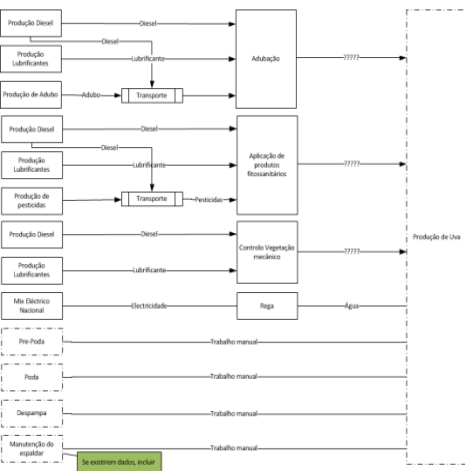 Produção Diesel
Diesel
Diesel
Produção
Lubrificantes
Lubrificante
Adubação
?????
Produção de Adubo
Adubo
Transporte
Produção Diesel
Diesel
Diesel
Produção
Lubrificantes
Lubrificante
Aplicação de
produtos
fitossanitários
?????
Produção de
pesticidas
Transporte
Pesticidas
Produção Diesel
Diesel
Controlo Vegetação
mecânico
?????
Produção
Lubrificantes
Lubrificante
Produção de Uva
Mix Eléctrico
Nacional
Electricidade
Rega
Água
Pre-Poda
Trabalho manual
Poda
Trabalho manual
Despampa
Trabalho manual
Manutenção do
espaldar
Trabalho manual
Se existirem dados, incluir